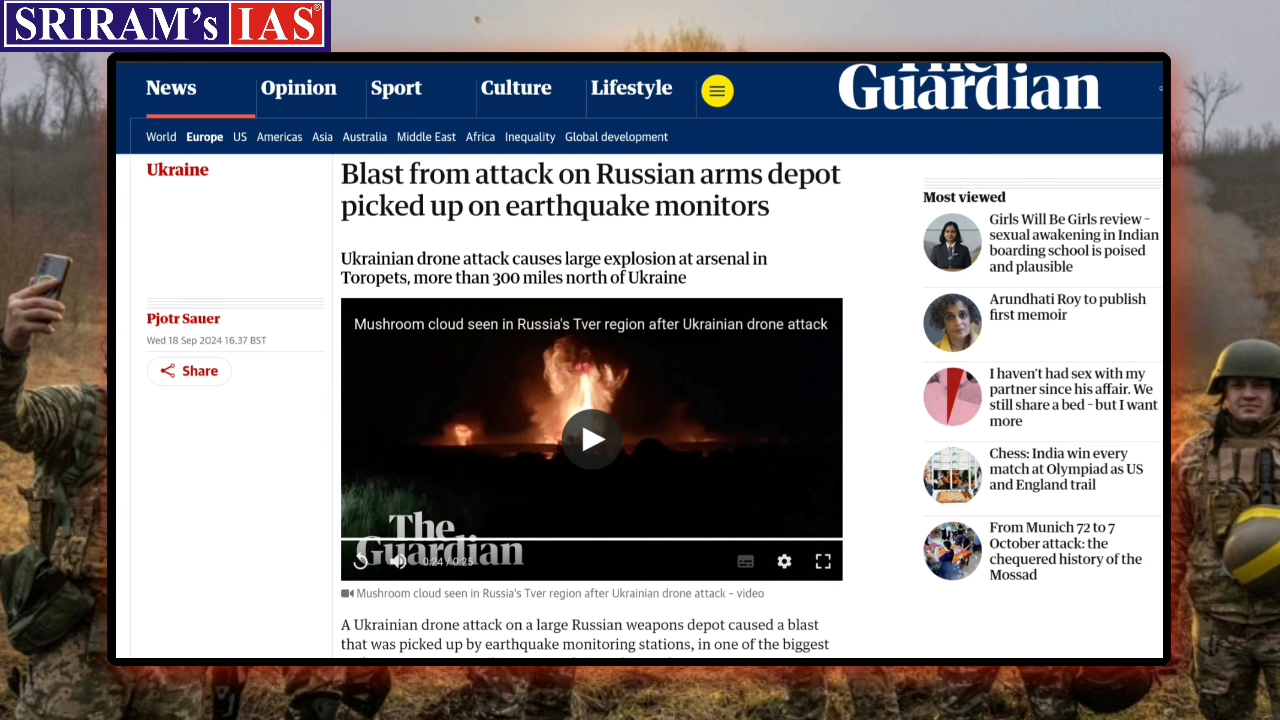 SRIRAM's IAS®
The
Guardian
News
Opinion
Sport
Culture
Lifestyle
World Europe US Americas Asia Australia Middle East Africa Inequality Global development
Ukraine
Pjotr Sauer
Wed 18 Sep 2024 16.37 BST
Share
Blast from attack on Russian arms depot
picked up on earthquake monitors
Ukrainian drone attack causes large explosion at arsenal in
Toropets, more than 300 miles north of Ukraine
Mushroom cloud seen in Russia's Tver region after Ukrainian drone attack
The
Guardian
0:24 / 0:25
Mushroom cloud seen in Russia's Tver region after Ukrainian drone attack – video
A Ukrainian drone attack on a large Russian weapons depot caused a blast
that was picked up by earthquake monitoring stations, in one of the biggest
Most viewed
Girls Will Be Girls review –
sexual awakening in Indian
boarding school is poised
and plausible
Arundhati Roy to publish
first memoir
I haven't had sex with my
partner since his affair. We
still share a bed – but I want
more
Chess: India win every
match at Olympiad as US
and England trail
From Munich 72 to 7
October attack: the
chequered history of the
Mossad